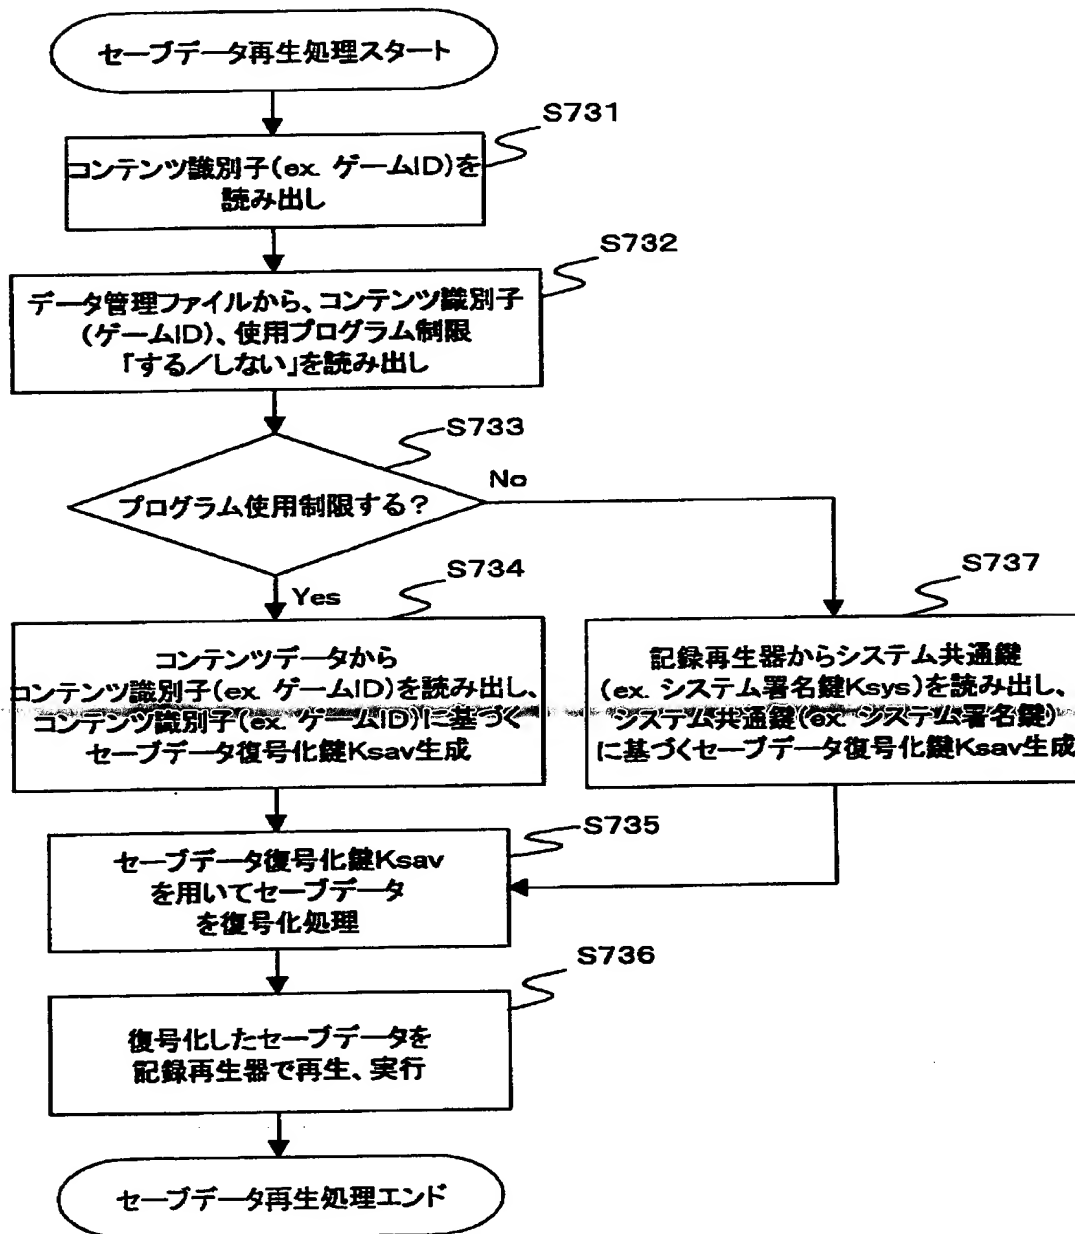 セーブデータ再生処理スタート
S731
コンテンツ識別子(ex. ゲームID)を
読み出し
S732
データ管理ファイルから、コンテンツ識別子
(ゲームID)、使用プログラム制限
「する／しない」を読み出し
S733
プログラム使用制限する？
No
Yes
S734
コンテンツデータから
コンテンツ識別子(ex. ゲームID)を読み出し、
コンテンツ識別子(ex. ゲームID)に基づく
セーブデータ復号化鍵Ksav生成
S737
記録再生器からシステム共通鍵
(ex. システム署名鍵Ksys)を読み出し、
システム共通鍵(ex. システム署名鍵)
に基づくセーブデータ復号化鍵Ksav生成
S735
セーブデータ復号化鍵Ksav
を用いてセーブデータ
を復号化処理
S736
復号化したセーブデータを
記録再生器で再生、実行
セーブデータ再生処理エンド